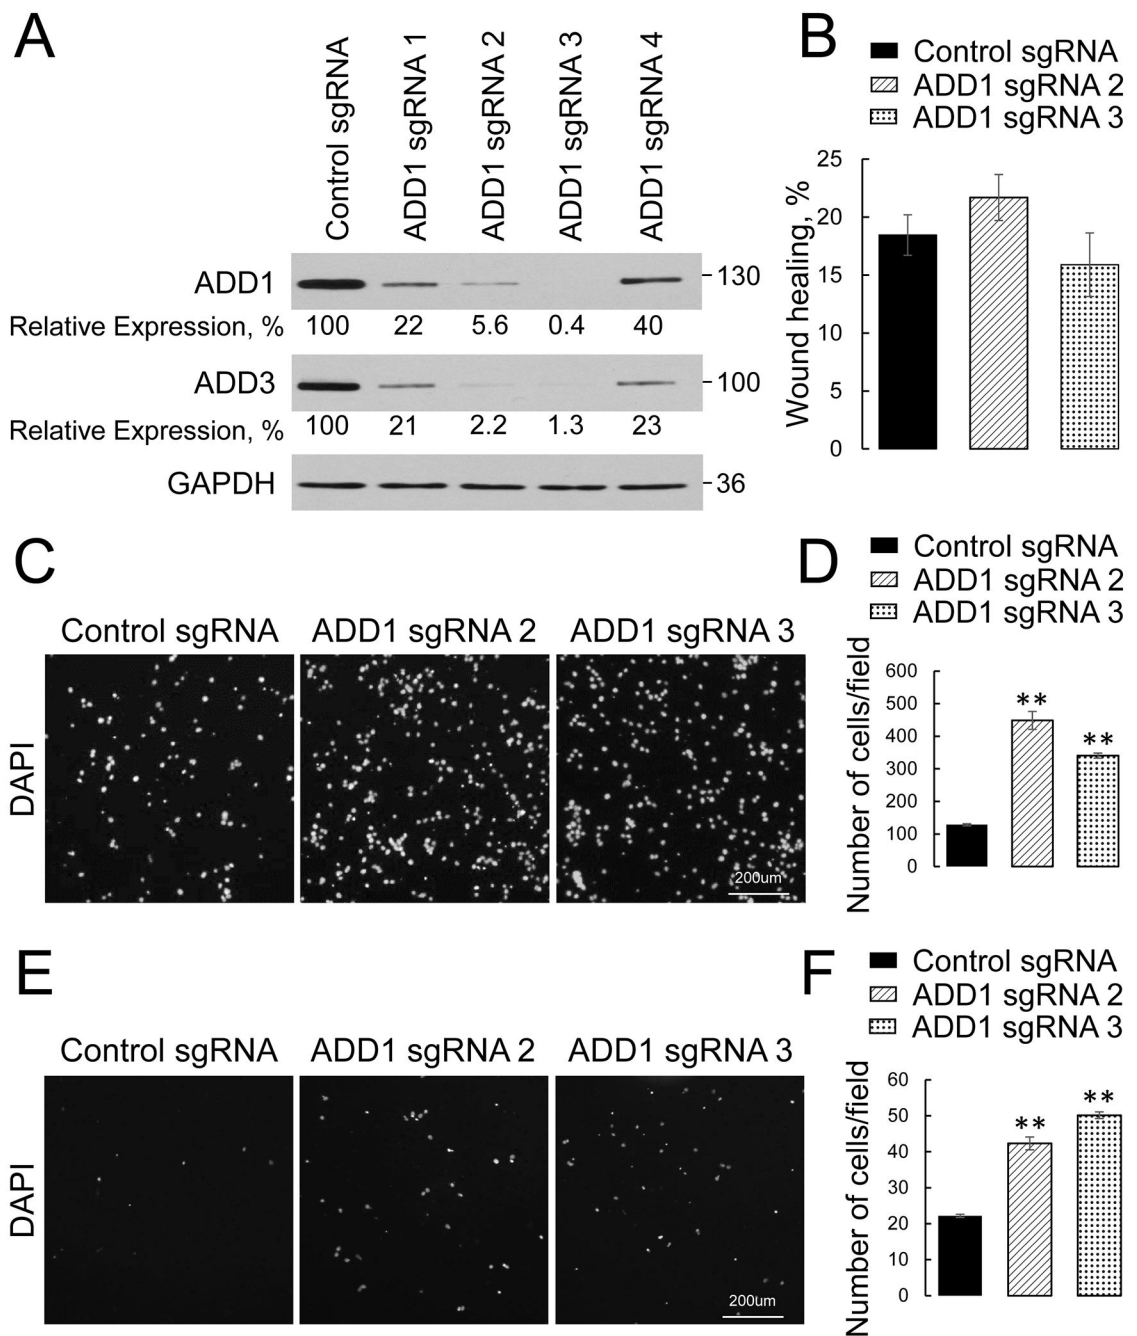 A
Control sgRNA
ADD1 sgRNA 1
ADD1 sgRNA 2
ADD1 sgRNA 3
ADD1 sgRNA 4
ADD1
130
Relative Expression, %
100 22 5.6 0.4 40
ADD3
100
Relative Expression, %
100 21 2.2 1.3 23
GAPDH
36
B
Control sgRNA
ADD1 sgRNA 2
ADD1 sgRNA 3
Wound healing, %
25
20
15
10
5
0
C
Control sgRNA
ADD1 sgRNA 2
ADD1 sgRNA 3
DAPI
200um
D
Control sgRNA
ADD1 sgRNA 2
ADD1 sgRNA 3
Number of cells/field
600
500
400
300
200
100
0
**
**
E
Control sgRNA
ADD1 sgRNA 2
ADD1 sgRNA 3
DAPI
200um
F
Control sgRNA
ADD1 sgRNA 2
ADD1 sgRNA 3
Number of cells/field
60
50
40
30
20
10
0
**
**